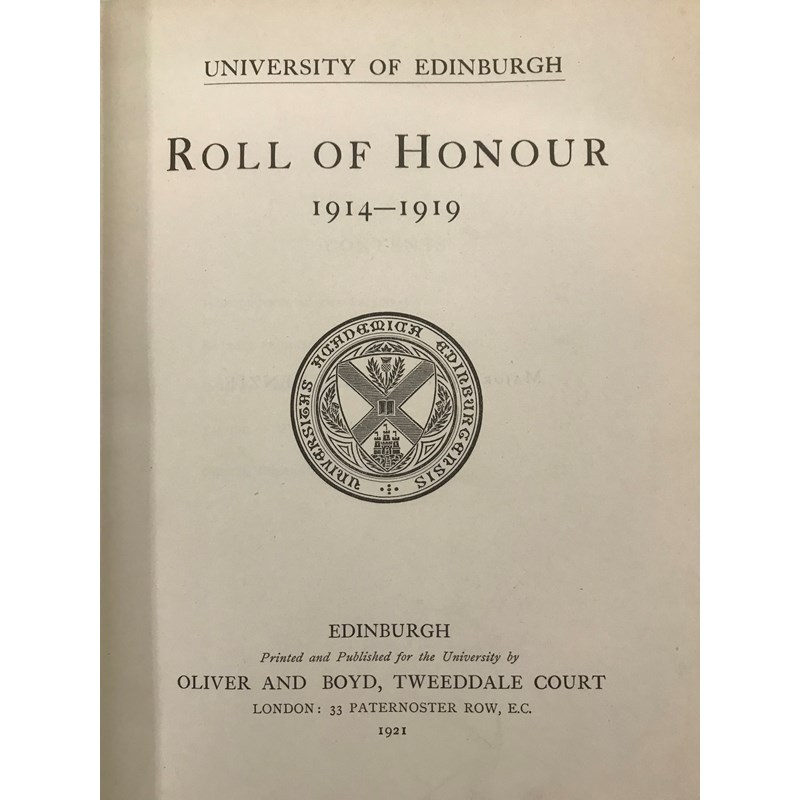 UNIVERSITY OF EDINBURGH
ROLL OF HONOUR
1914—1919
UNIVERSITAS ACADEMICA EDINBURGENSIS
EDINBURGH
Printed and Published for the University by
OLIVER AND BOYD, TWEEDDALE COURT
LONDON: 33 PATERNOSTER ROW, E.C.
1921